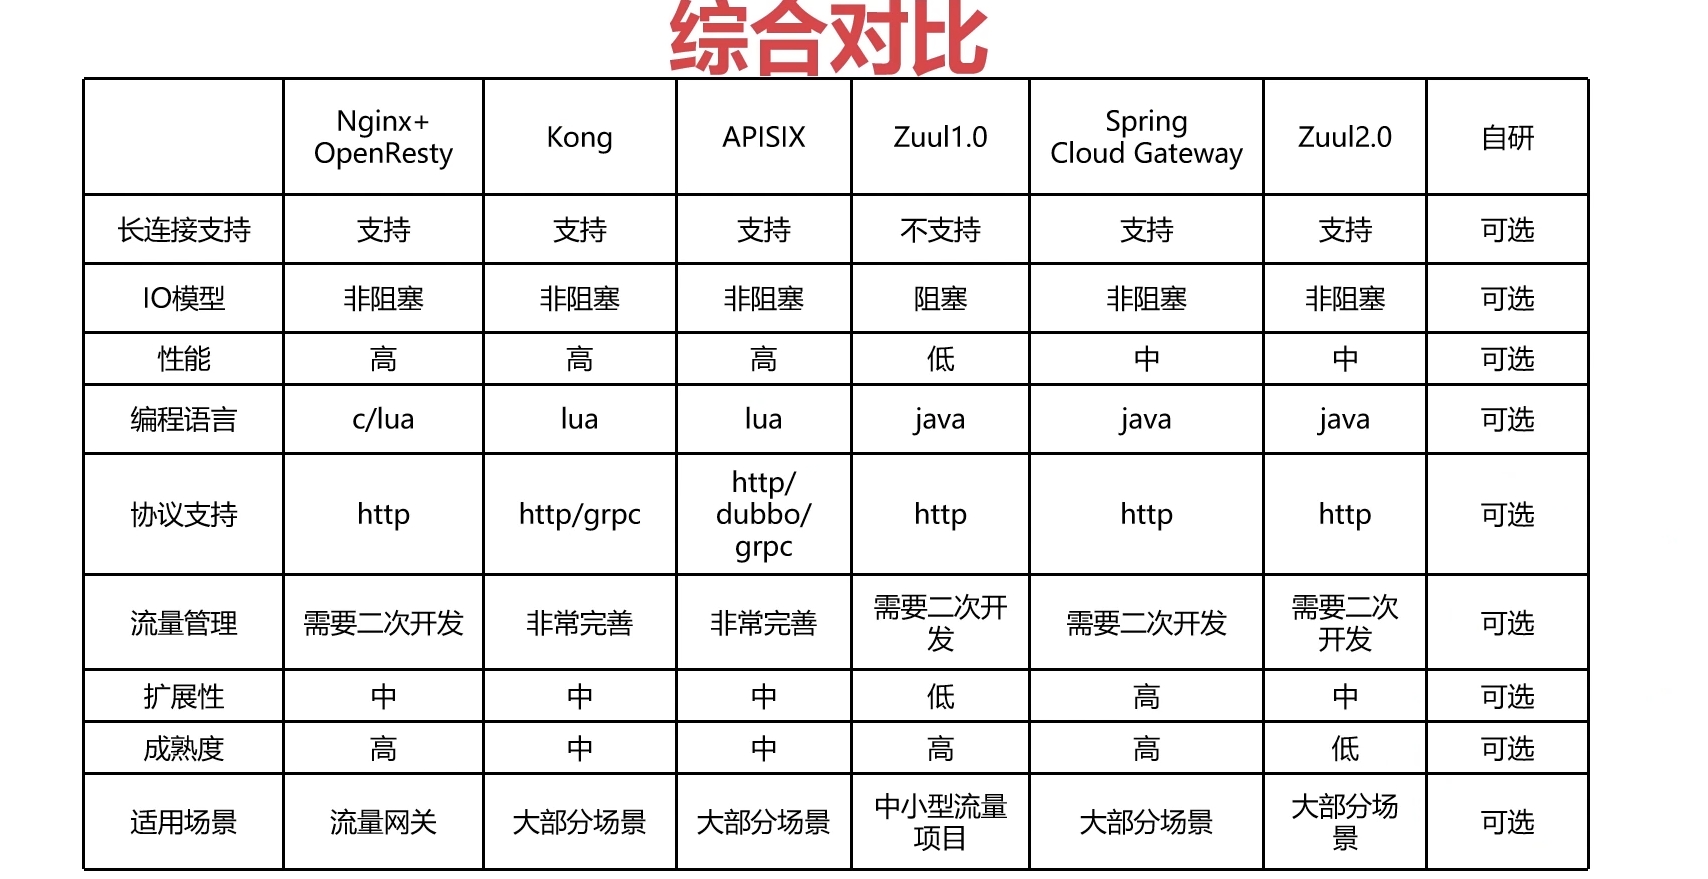 综合对比
Nginx+
OpenResty
Kong
APISIX
Zuul1.0
Spring
Cloud Gateway
Zuul2.0
自研
长连接支持
支持
支持
支持
不支持
支持
支持
可选
IO模型
非阻塞
非阻塞
非阻塞
阻塞
非阻塞
非阻塞
可选
性能
高
高
高
低
中
中
可选
编程语言
c/lua
lua
lua
java
java
java
可选
协议支持
http
http/grpc
http/
dubbo/
grpc
http
http
http
可选
流量管理
需要二次开发
非常完善
非常完善
需要二次开
发
需要二次开发
需要二次
开发
可选
扩展性
中
中
中
低
高
中
可选
成熟度
高
中
中
高
高
低
可选
适用场景
流量网关
大部分场景
大部分场景
中小型流量
项目
大部分场景
大部分场
景
可选